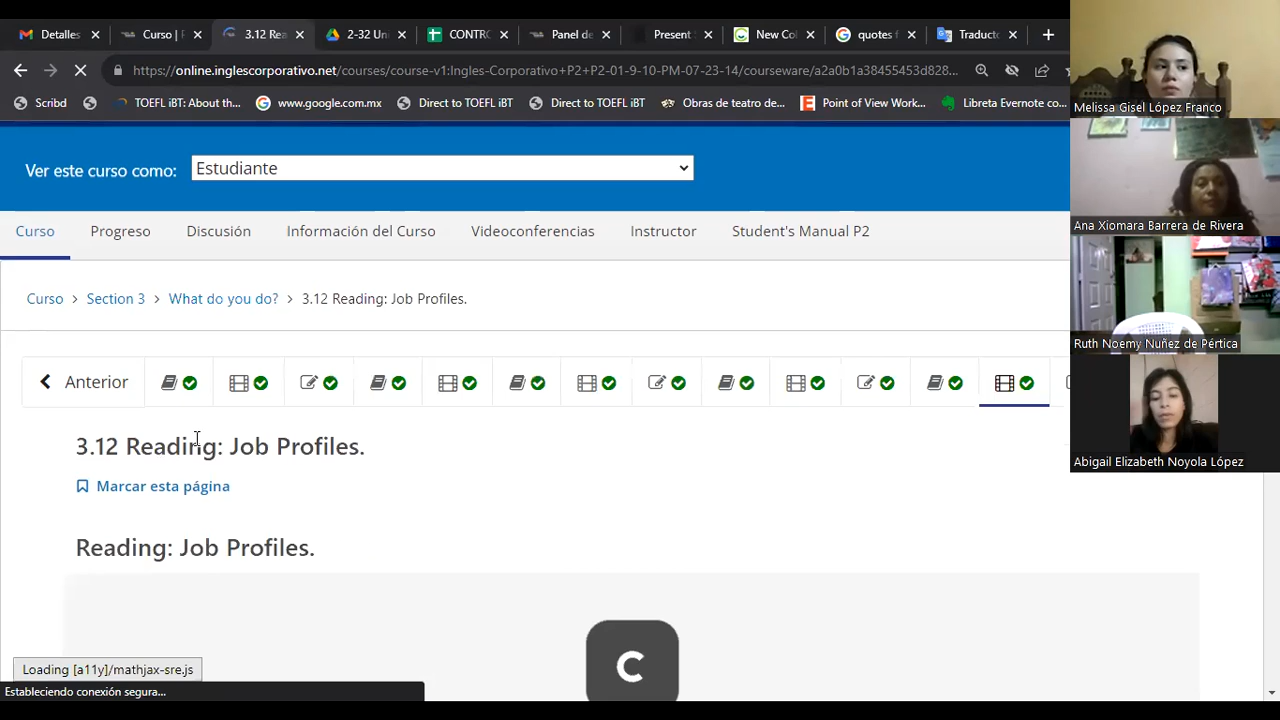 Detalles
Curso | F
3.12 Rea
2-32 Uni
CONTRO
Panel de
Present
New Col
quotes f
Traducto
https://online.inglescorporativo.net/courses/course-v1:Ingles-Corporativo+P2+P2-01-9-10-PM-07-23-14/courseware/a2a0b1a38455453d828...
Scribd
TOEFL iBT: About th...
www.google.com.mx
Direct to TOEFL iBT
Direct to TOEFL iBT
Obras de teatro de...
Point of View Work...
Libreta Evernote co...
Ver este curso como:
Estudiante
Curso
Progreso
Discusión
Información del Curso
Videoconferencias
Instructor
Student's Manual P2
Curso > Section 3 > What do you do? > 3.12 Reading: Job Profiles.
Anterior
3.12 Reading: Job Profiles.
Marcar esta página
Reading: Job Profiles.
C
Loading [a11y]/mathjax-sre.js
Estableciendo conexión segura...
Melissa Gisel López Franco
Ana Xiomara Barrera de Rivera
Ruth Noemy Nuñez de Pértica
Abigail Elizabeth Noyola López